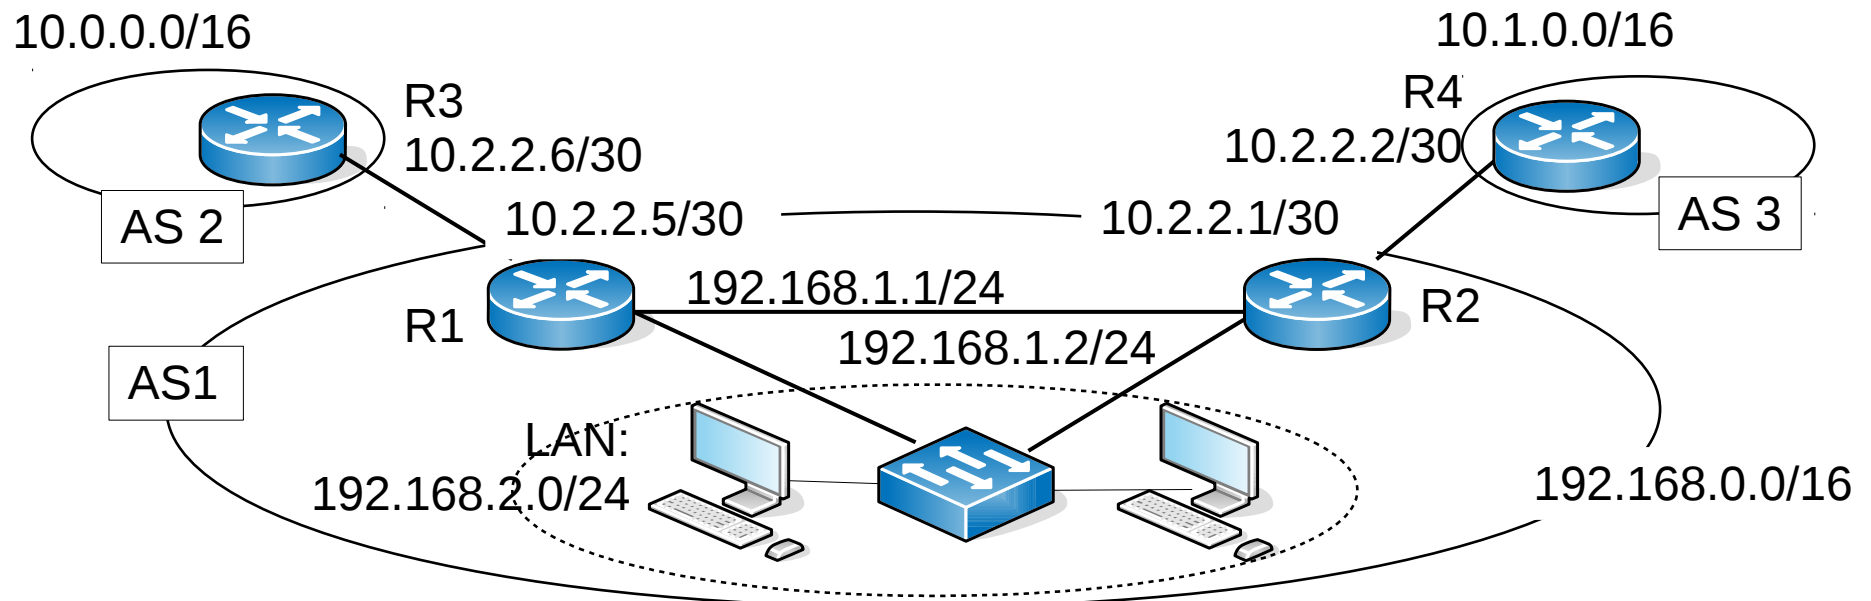 10.0.0.0/16
10.1.0.0/16
R3
10.2.2.6/30
R4
10.2.2.2/30
AS 2
AS 3
10.2.2.5/30
10.2.2.1/30
192.168.1.1/24
R1
R2
192.168.1.2/24
AS1
LAN:
192.168.2.0/24
192.168.0.0/16